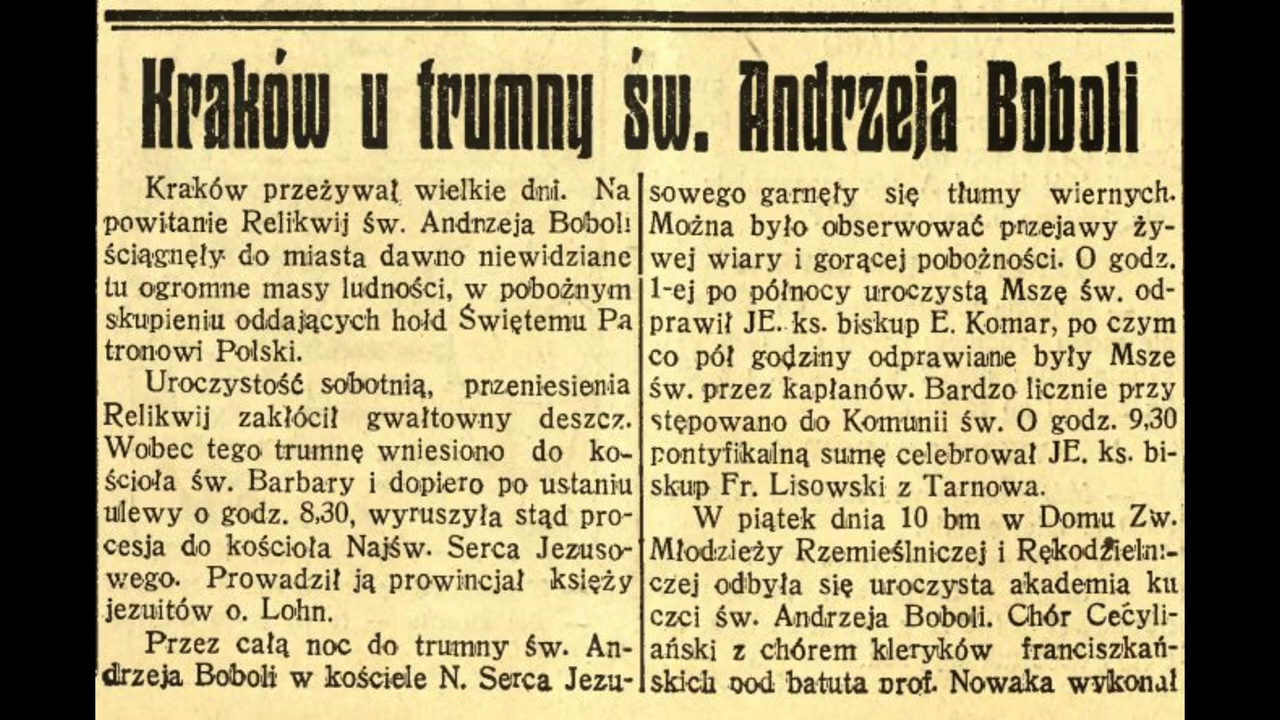 Kraków u trumny św. Andrzeja Boboli
Kraków przeżywał wielkie dni. Na
powitanie Relikwij św. Andrzeja Boboli
ściągnęły do miasta dawno niewidziane
tu ogromne masy ludności, w pobożnym
skupieniu oddających hołd Świętemu Pa
tronowi Polski.
Uroczystość sobotnią, przeniesienia
Relikwij zakłócił gwałtowny deszcz.
Wobec tego trumnę wniesiono do ko-
ścioła św. Barbary i dopiero po ustaniu
ulewy o godz. 8,30, wyruszyła stąd pro-
cesja do kościoła Najśw. Serca Jezuso-
wego. Prowadził ją prowincjał księży
jezuitów o. Lohn.
Przez całą noc do trumny św. An-
drzeja Boboli w kościele N. Serca Jezu-
sowego garnęły się tłumy wiernych.
Można było obserwować przejawy ży-
wej wiary i gorącej pobożności. O godz.
1-ej po północy uroczystą Mszę św. od-
prawił JE. ks. biskup E. Komar, po czym
co pół godziny odprawiane były Msze
św. przez kapłanów. Bardzo licznie przy
stępowano do Komunii św. O godz. 9,30
pontyfikalną sumę celebrował JE. ks. bi-
skup Fr. Lisowski z Tarnowa.
W piątek dnia 10 bm w Domu Zw.
Młodzieży Rzemieślniczej i Rękodzielni-
czej odbyła się uroczysta akademia ku
czci św. Andrzeja Boboli. Chór Cecyli-
ański z chórem kleryków franciszkań-
skich pod batutą prof. Nowaka wykonał